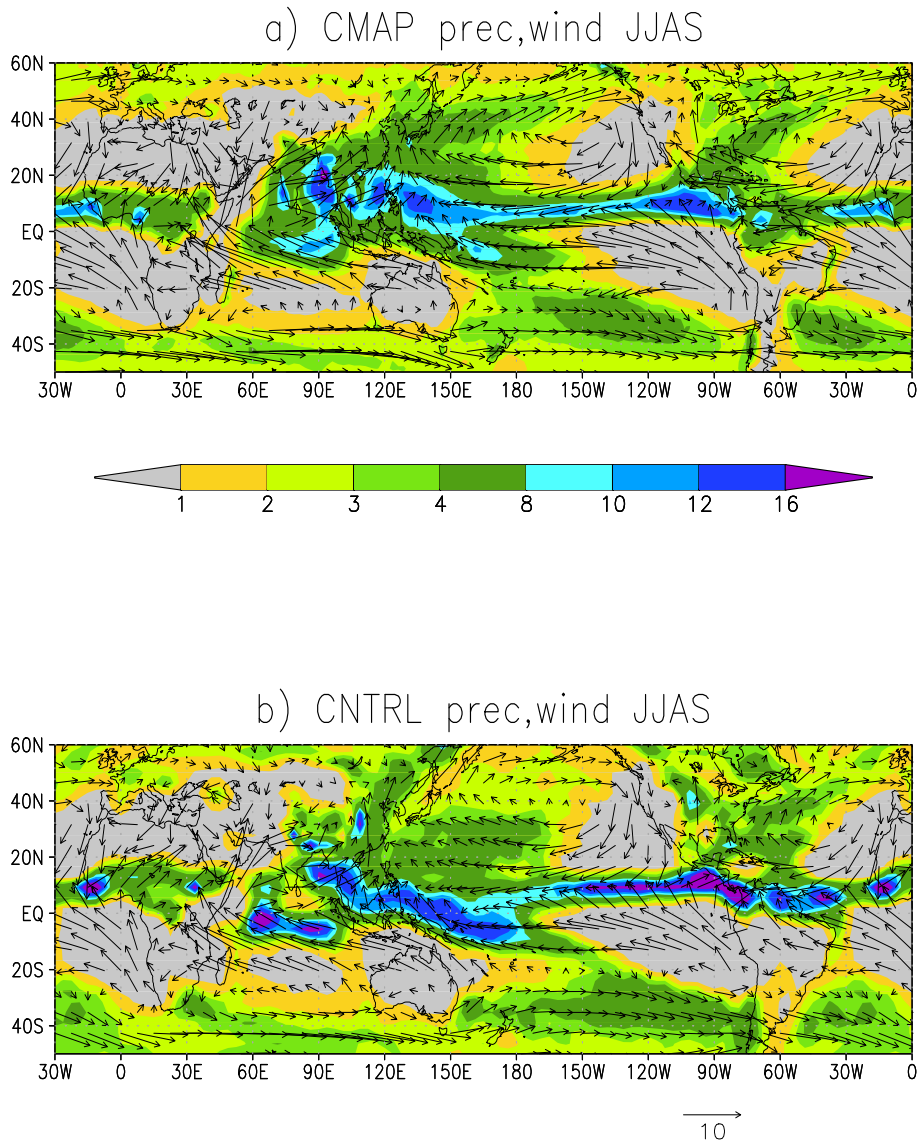 a) CMAP prec,wind JJAS
60N
40N
20N
EQ
20S
40S
30W 0 30E 60E 90E 120E 150E 180 150W 120W 90W 60W 30W 0
1 2 3 4 8 10 12 16
b) CNTRL prec,wind JJAS
60N
40N
20N
EQ
20S
40S
30W 0 30E 60E 90E 120E 150E 180 150W 120W 90W 60W 30W 0
10